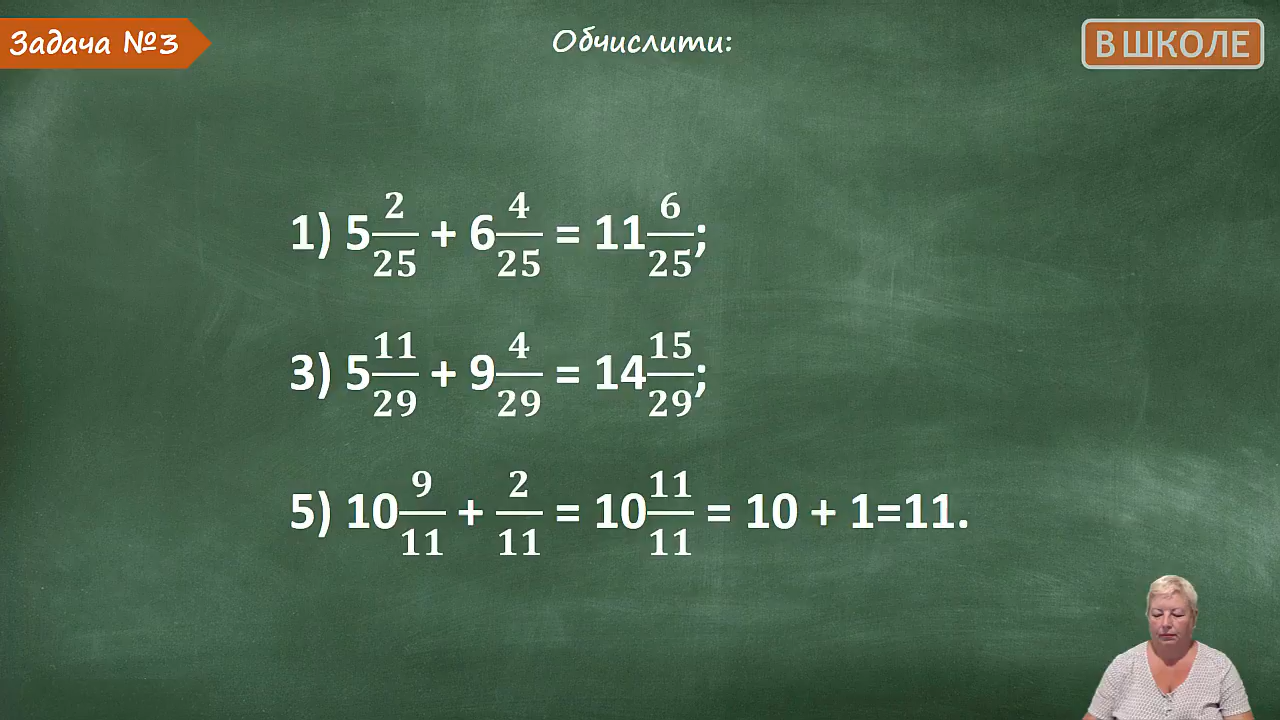 Задача №3
Обчислити:
В ШКОЛЕ
1) 5 2/25 + 6 4/25 = 11 6/25;
3) 5 11/29 + 9 4/29 = 14 15/29;
5) 10 9/11 + 2/11 = 10 11/11 = 10 + 1=11.